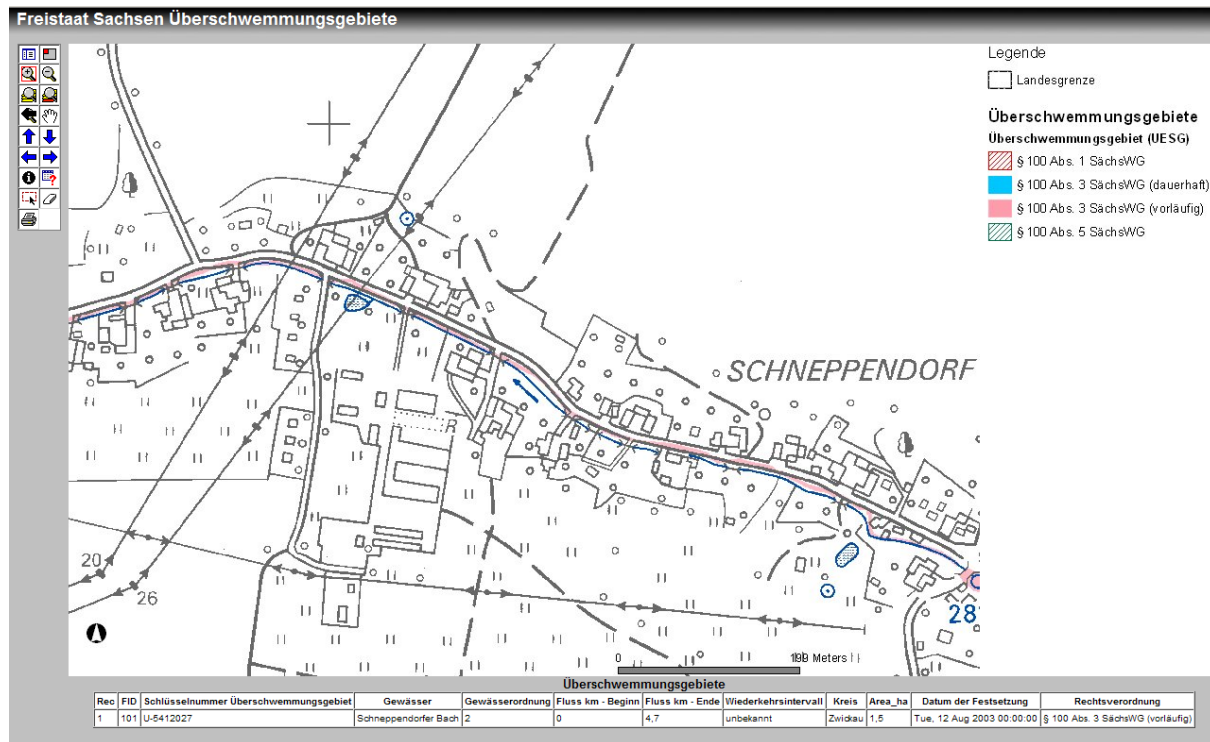 Freistaat Sachsen Überschwemmungsgebiete
Legende
Landesgrenze
Überschwemmungsgebiete
Überschwemmungsgebiet (UESG)
§ 100 Abs. 1 SächsWG
§ 100 Abs. 3 SächsWG (dauerhaft)
§ 100 Abs. 3 SächsWG (vorläufig)
§ 100 Abs. 5 SächsWG
SCHNEPPENDORF
20
26
28
0 199 Meters
Überschwemmungsgebiete
Rec FID Schlüsselnummer Überschwemmungsgebiet Gewässer Gewässerordnung Fluss km - Beginn Fluss km - Ende Wiederkehrsintervall Kreis Area_ha Datum der Festsetzung Rechtsverordnung
1 101 U-5412027 Schneppendorfer Bach 2 0 4,7 unbekannt Zwickau 1,5 Tue, 12 Aug 2003 00:00:00 § 100 Abs. 3 SächsWG (vorläufig)